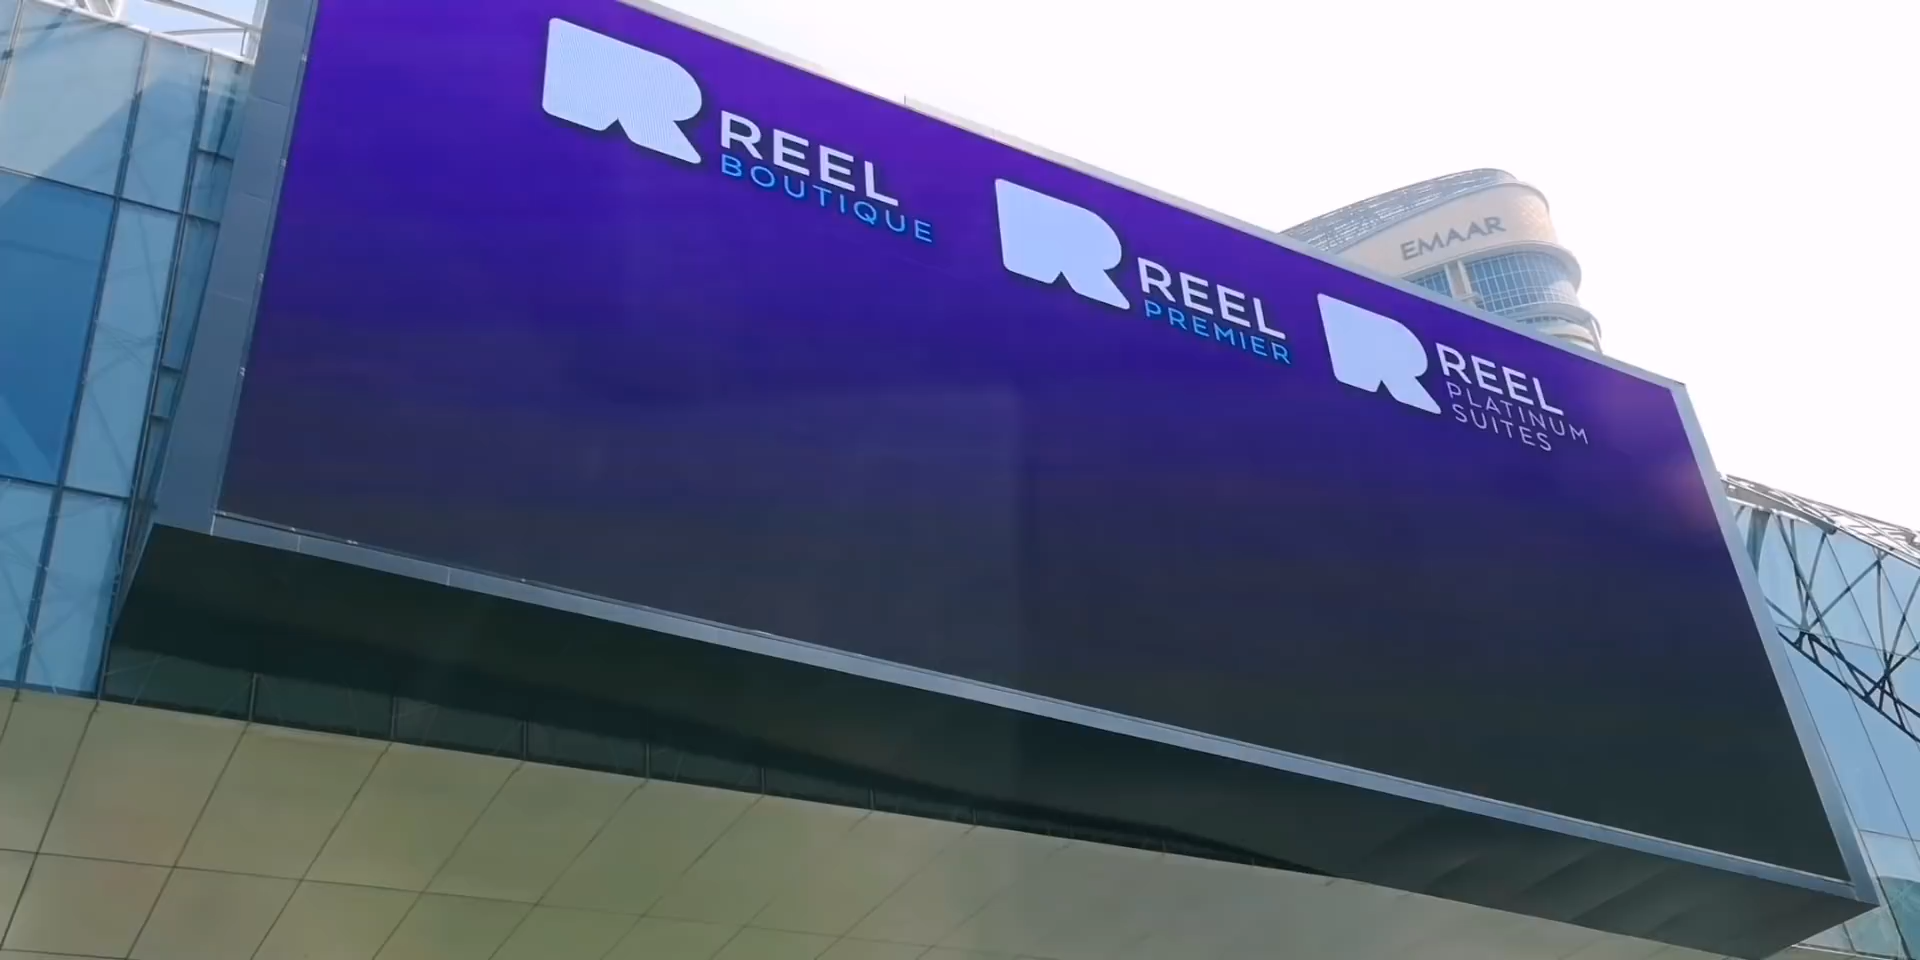 REEL
BOUTIQUE
REEL
PREMIER
EMAAR
REEL
PLATINUM
SUITES